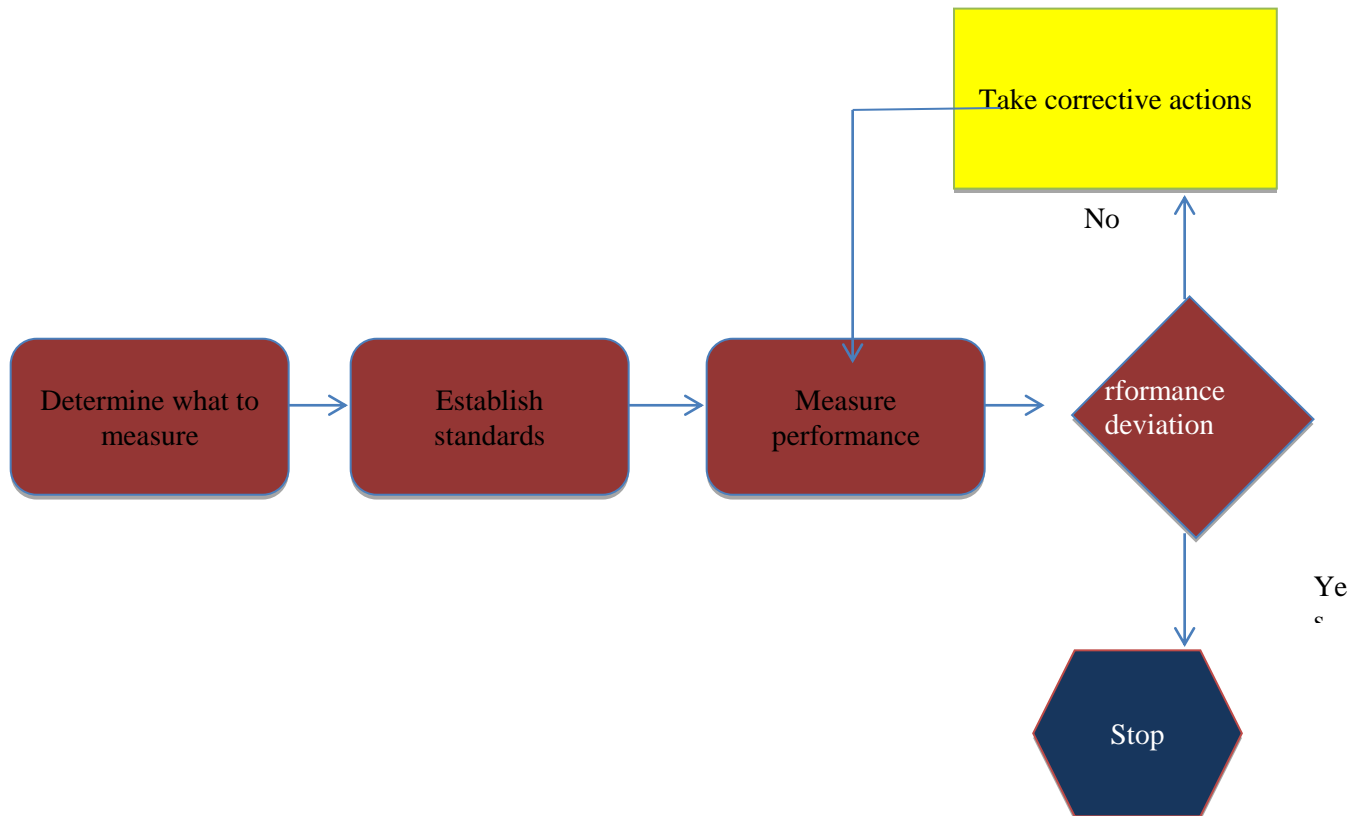 Take corrective actions
No
Determine what to
measure
Establish
standards
Measure
performance
rformance
deviation
Ye
s
Stop